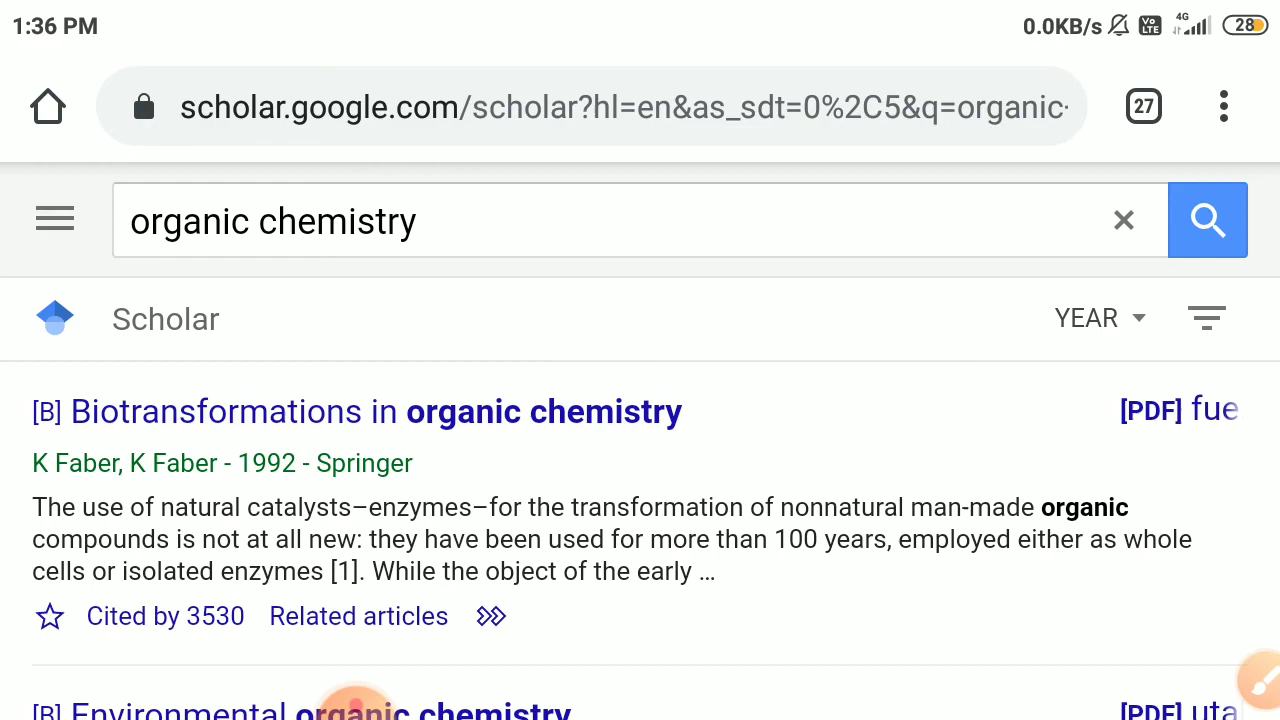 1:36 PM
0.0KB/s
Vo LTE
4G
28
scholar.google.com/scholar?hl=en&as_sdt=0%2C5&q=organic
27
organic chemistry
Scholar
YEAR
[B] Biotransformations in organic chemistry
[PDF] fue
K Faber, K Faber - 1992 - Springer
The use of natural catalysts–enzymes–for the transformation of nonnatural man-made organic
compounds is not at all new: they have been used for more than 100 years, employed either as whole
cells or isolated enzymes [1]. While the object of the early ...
Cited by 3530 Related articles
[B] Environmental organic chemistry
[PDF] uta